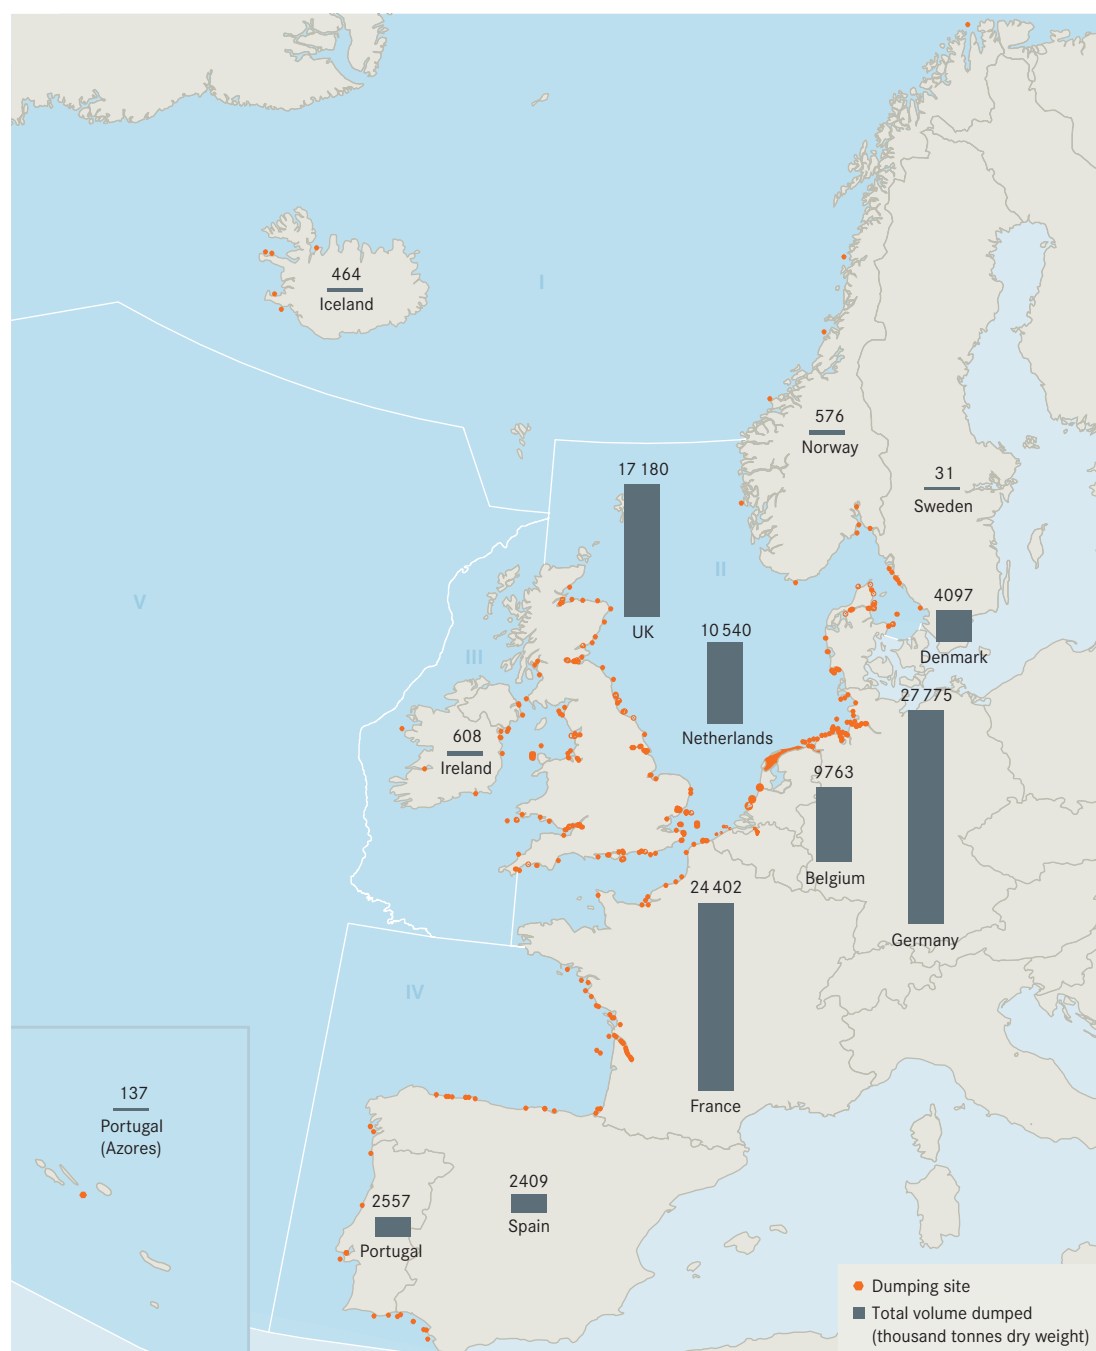 464
Iceland
I
576
Norway
17 180
UK
31
Sweden
II
V
4097
Denmark
10 540
Netherlands
III
27 775
Germany
608
Ireland
9763
Belgium
24 402
France
IV
137
Portugal
(Azores)
2409
Spain
2557
Portugal
Dumping site
Total volume dumped
(thousand tonnes dry weight)